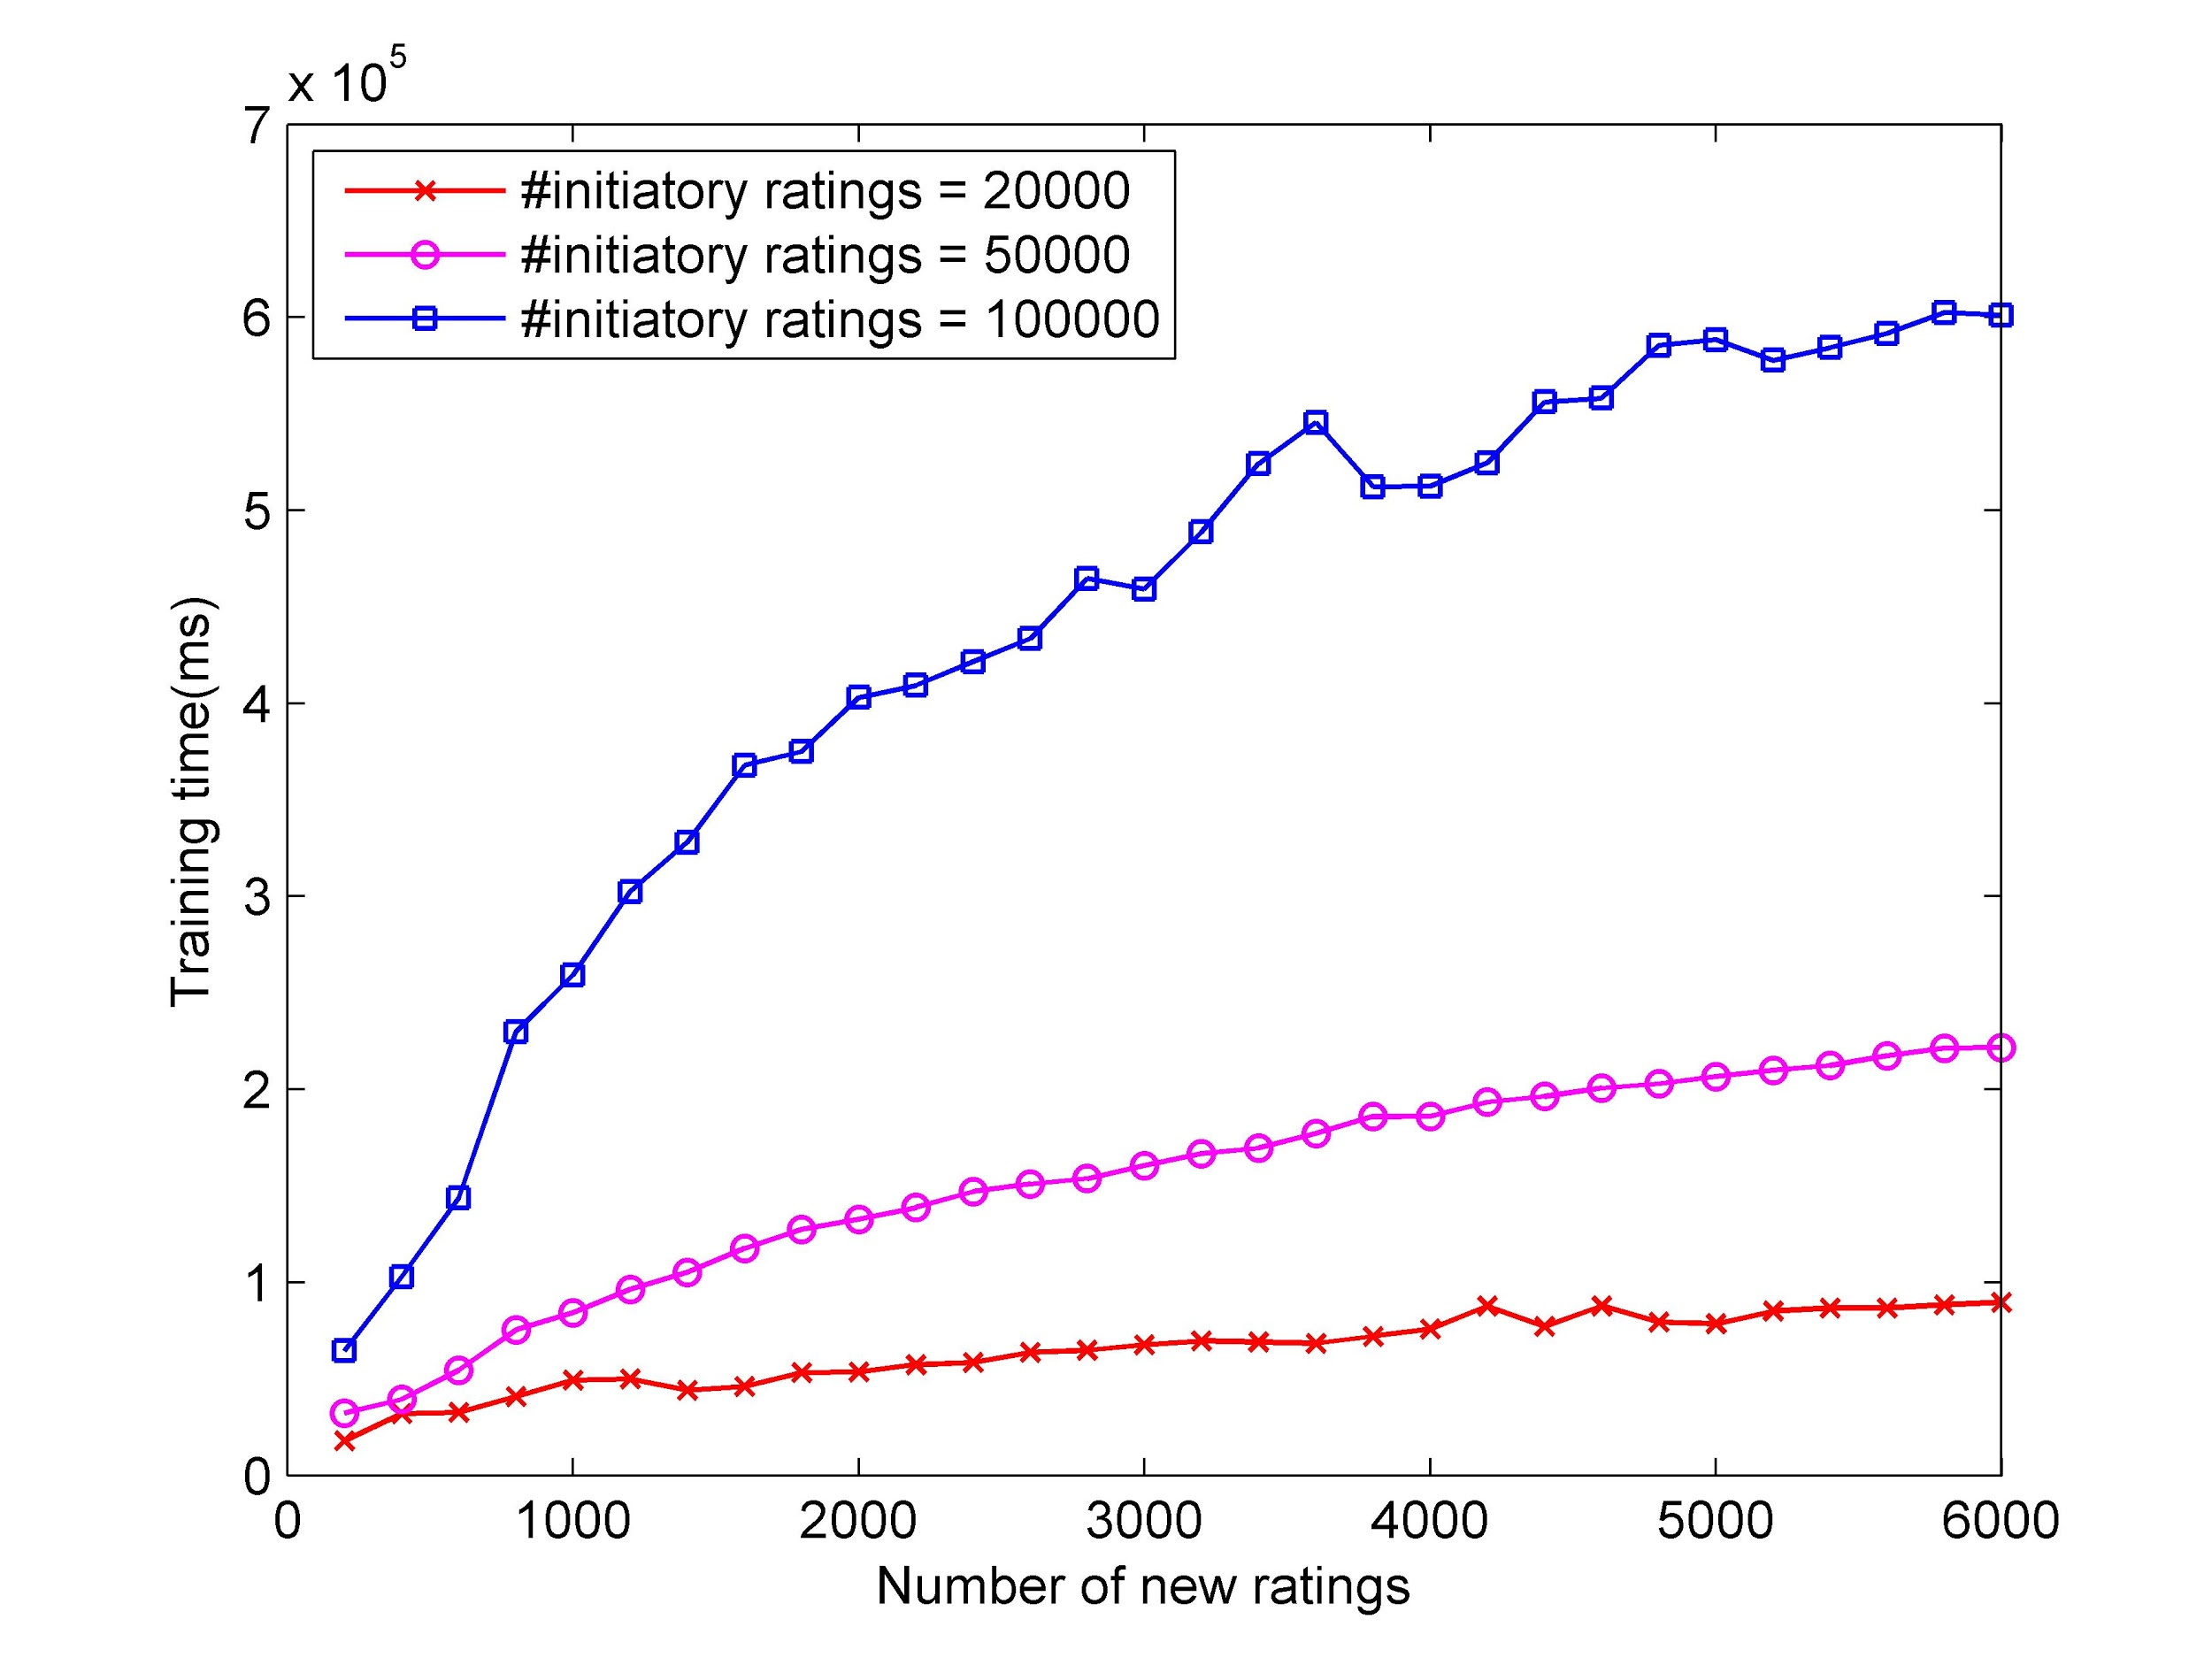 x 10^5
7
#initiatory ratings = 20000
#initiatory ratings = 50000
#initiatory ratings = 100000
6
5
4
3
2
1
0
Training time(ms)
0 1000 2000 3000 4000 5000 6000
Number of new ratings